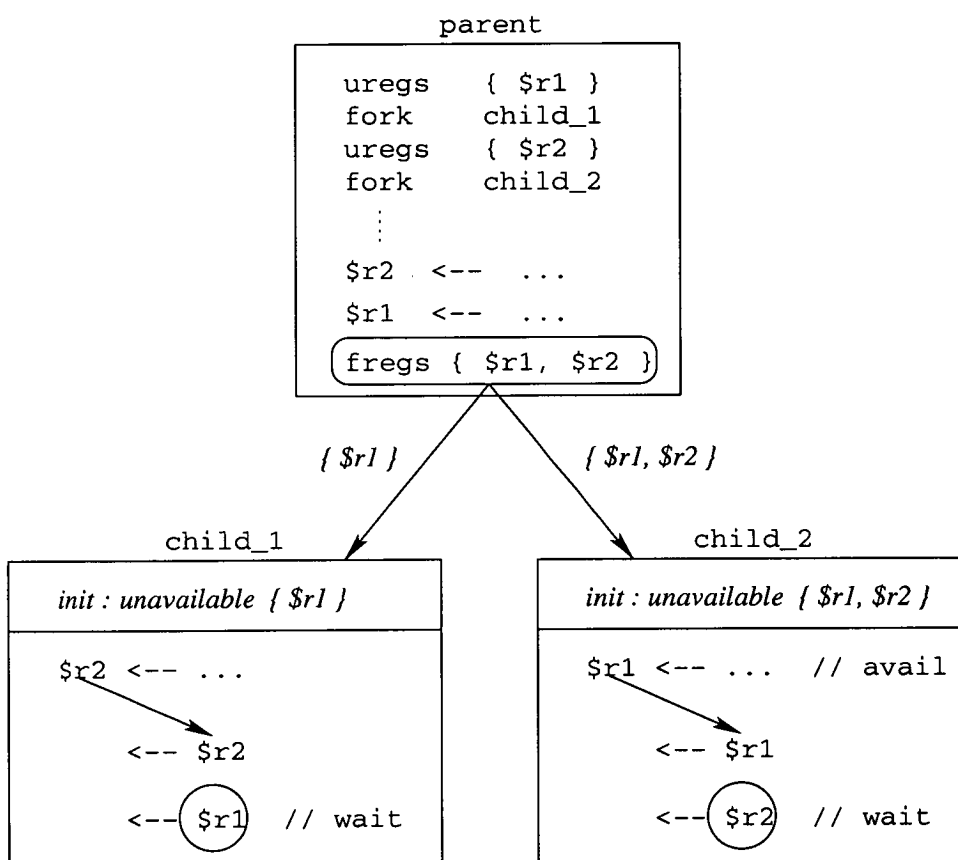 parent
uregs { $r1 }
fork child_1
uregs { $r2 }
fork child_2
$r2 <-- ...
$r1 <-- ...
fregs { $r1, $r2 }
{ $r1 }
{ $r1, $r2 }
child_1
init : unavailable { $r1 }
$r2 <-- ...
<-- $r2
<-- $r1 // wait
child_2
init : unavailable { $r1, $r2 }
$r1 <-- ... // avail
<-- $r1
<-- $r2 // wait